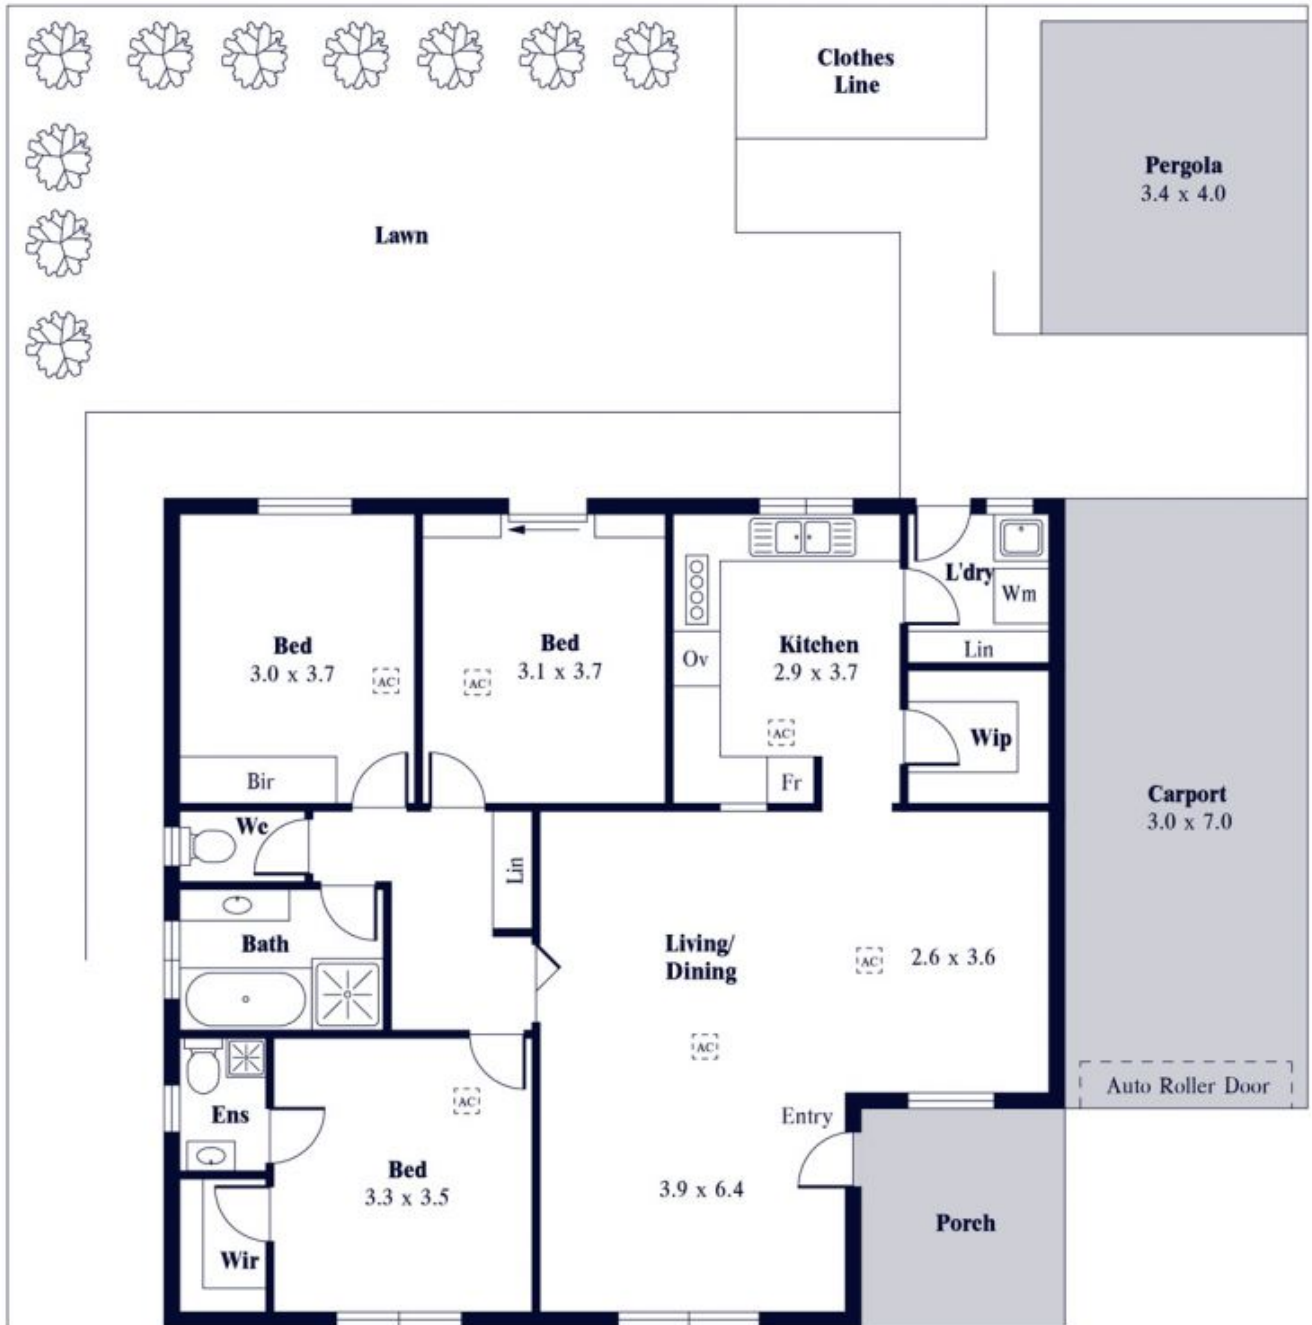 Clothes
Line
Pergola
3.4 x 4.0
Lawn
L'dry
Wm
Lin
Bed
3.0 x 3.7
AC
Bed
3.1 x 3.7
AC
Ov
Kitchen
2.9 x 3.7
AC
Fr
Wip
Bir
Carport
3.0 x 7.0
Wc
Lin
Bath
Living/
Dining
AC
2.6 x 3.6
AC
Auto Roller Door
AC
Ens
Entry
Bed
3.3 x 3.5
3.9 x 6.4
Porch
Wir